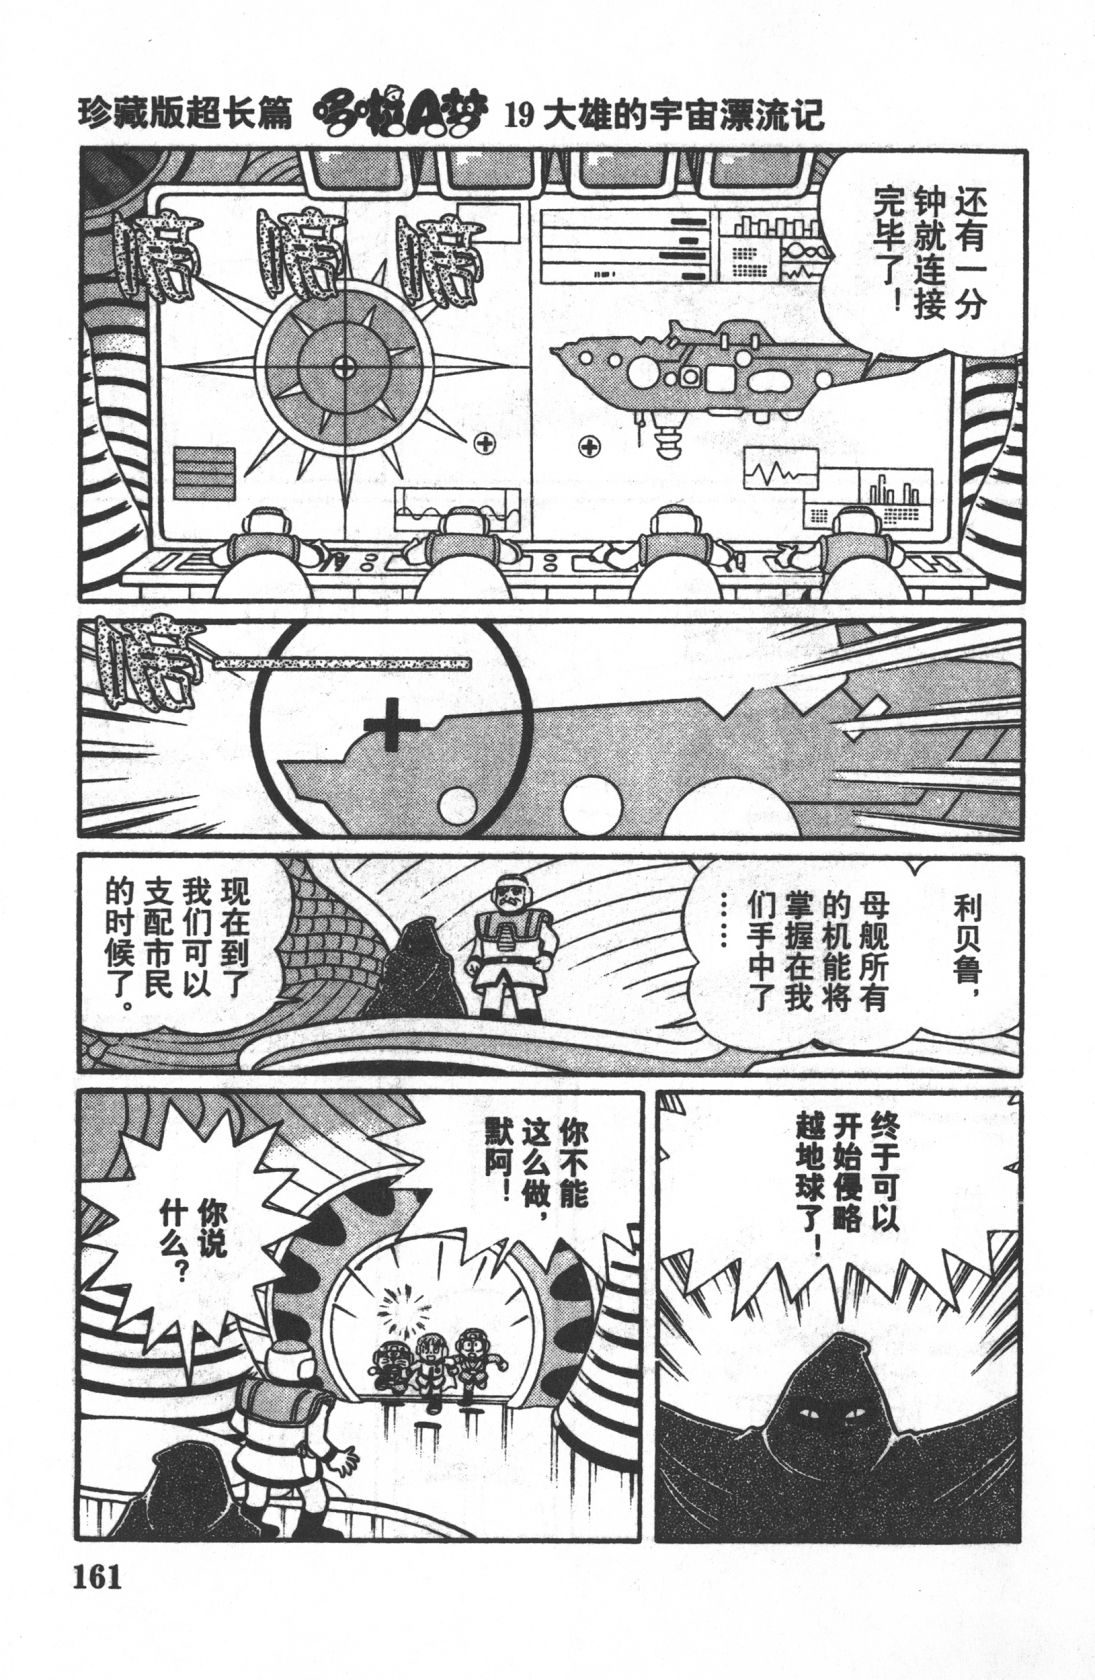 珍藏版超长篇 哆啦A梦 19 大雄的宇宙漂流记
还有一分
钟就连接
完毕了！
嘀 嘀 嘀
嘀——
利贝鲁，
母舰所有
的机能将
掌握在我
们手中了
……
现在到了
我们可以
支配市民
的时候了。
终于可以
开始侵略
越地球了！
你不能
这么做，
默阿！
你说
什么？
161